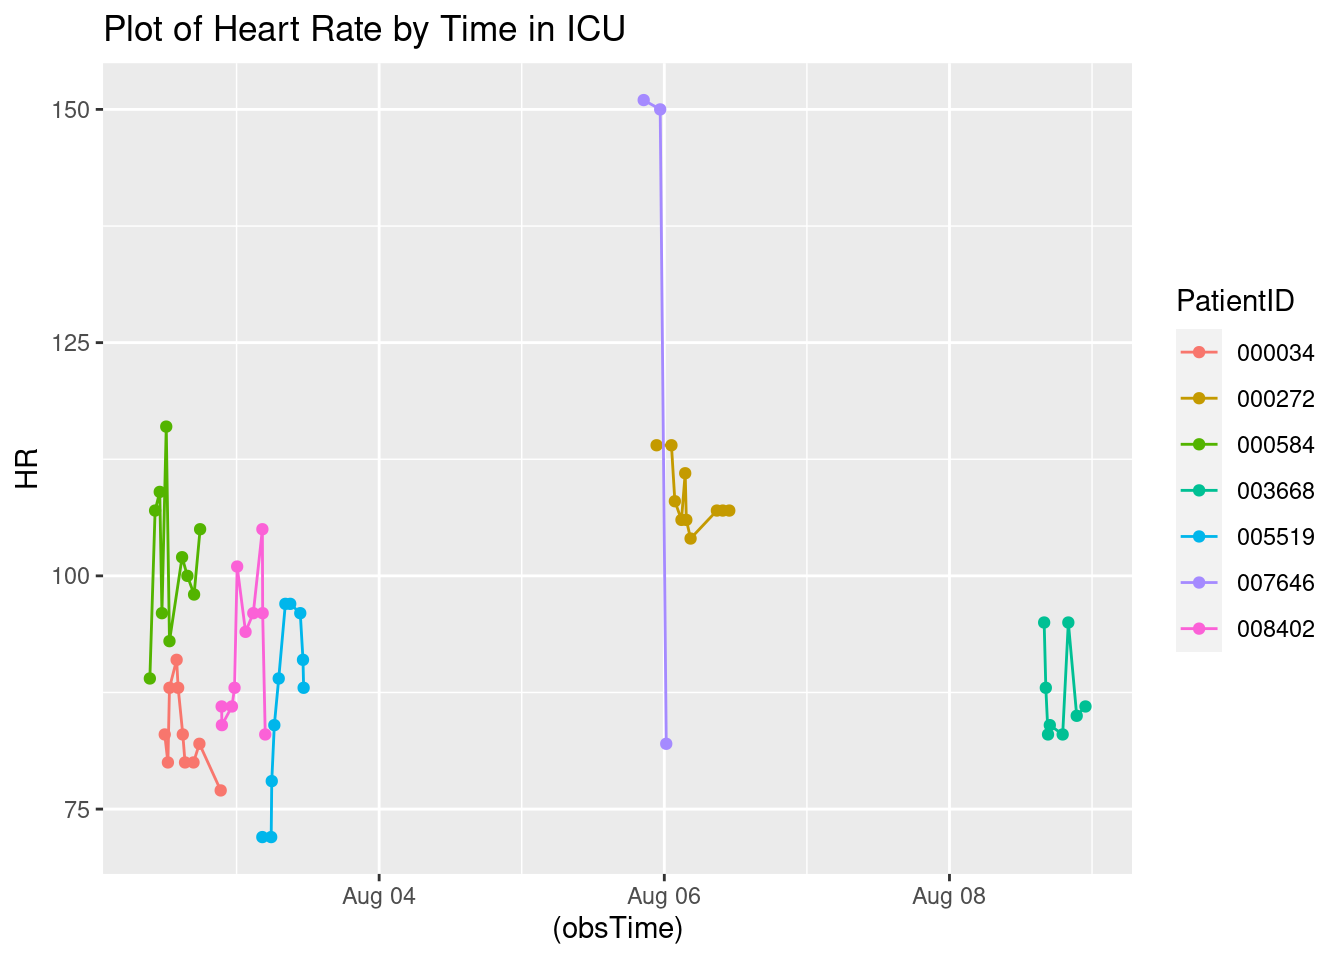 Plot of Heart Rate by Time in ICU
150
125
100
75
HR
Aug 04
Aug 06
Aug 08
(obsTime)
PatientID
000034
000272
000584
003668
005519
007646
008402